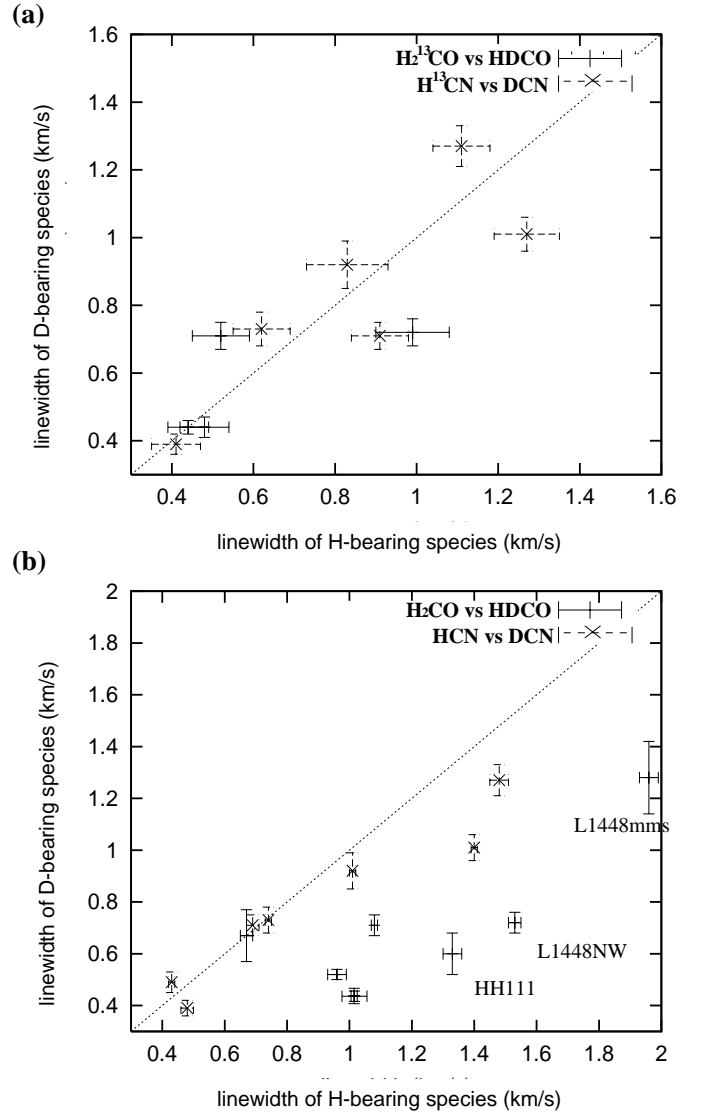 (a)
1.6
H₂¹³CO vs HDCO
H¹³CN vs DCN
1.4
1.2
1
0.8
0.6
0.4
linewidth of D-bearing species (km/s)
0.4 0.6 0.8 1 1.2 1.4 1.6
linewidth of H-bearing species (km/s)
(b)
2
H₂CO vs HDCO
HCN vs DCN
1.8
1.6
1.4
1.2
L1448mms
1
0.8
L1448NW
0.6
HH111
0.4
linewidth of D-bearing species (km/s)
0.4 0.6 0.8 1 1.2 1.4 1.6 1.8 2
linewidth of H-bearing species (km/s)